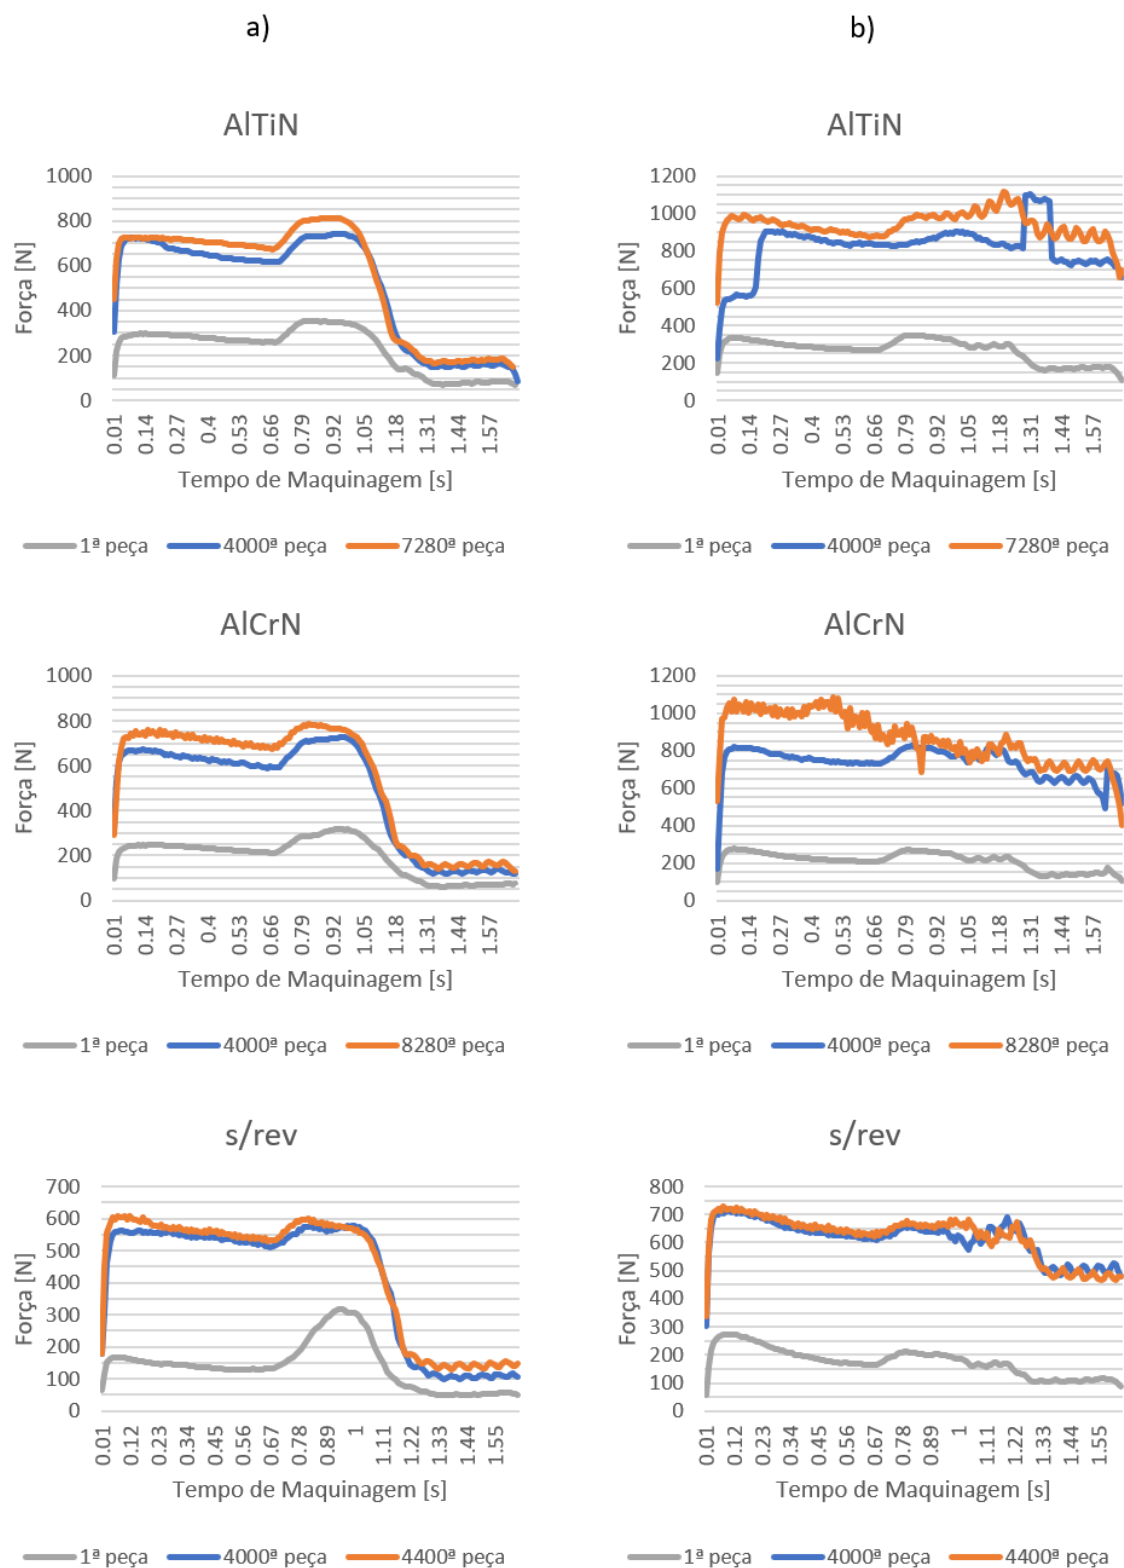 a) b)
AlTiN
Força [N]
1000
800
600
400
200
0
0.01 0.14 0.27 0.4 0.53 0.66 0.79 0.92 1.05 1.18 1.31 1.44 1.57
Tempo de Maquinagem [s]
1ª peça 4000ª peça 7280ª peça
AlTiN
Força [N]
1200
1000
800
600
400
200
0
0.01 0.14 0.27 0.4 0.53 0.66 0.79 0.92 1.05 1.18 1.31 1.44 1.57
Tempo de Maquinagem [s]
1ª peça 4000ª peça 7280ª peça
AlCrN
Força [N]
1000
800
600
400
200
0
0.01 0.14 0.27 0.4 0.53 0.66 0.79 0.92 1.05 1.18 1.31 1.44 1.57
Tempo de Maquinagem [s]
1ª peça 4000ª peça 8280ª peça
AlCrN
Força [N]
1200
1000
800
600
400
200
0
0.01 0.14 0.27 0.4 0.53 0.66 0.79 0.92 1.05 1.18 1.31 1.44 1.57
Tempo de Maquinagem [s]
1ª peça 4000ª peça 8280ª peça
s/rev
Força [N]
700
600
500
400
300
200
100
0
0.01 0.12 0.23 0.34 0.45 0.56 0.67 0.78 0.89 1 1.11 1.22 1.33 1.44 1.55
Tempo de Maquinagem [s]
1ª peça 4000ª peça 4400ª peça
s/rev
Força [N]
800
700
600
500
400
300
200
100
0
0.01 0.12 0.23 0.34 0.45 0.56 0.67 0.78 0.89 1 1.11 1.22 1.33 1.44 1.55
Tempo de Maquinagem [s]
1ª peça 4000ª peça 4400ª peça